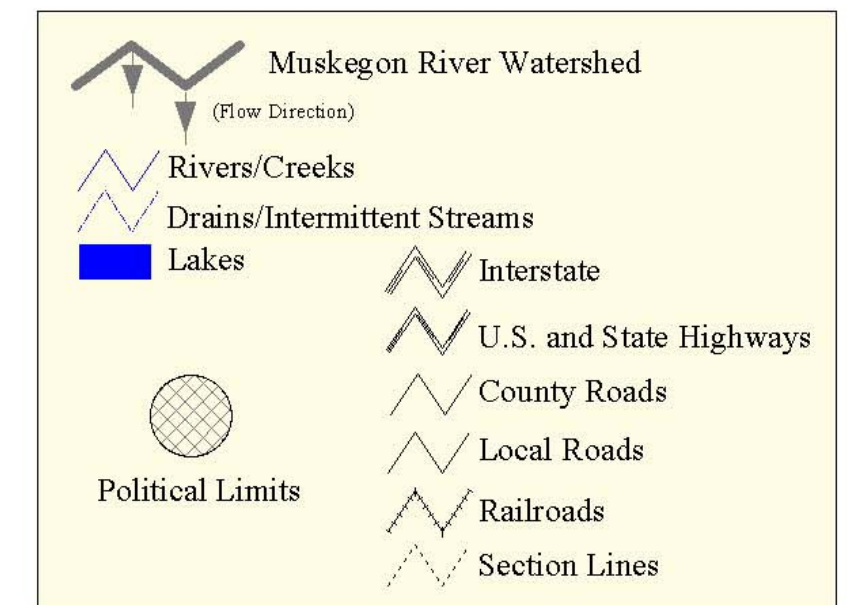 Muskegon River Watershed
(Flow Direction)
Rivers/Creeks
Drains/Intermittent Streams
Lakes
Interstate
U.S. and State Highways
County Roads
Local Roads
Political Limits
Railroads
Section Lines